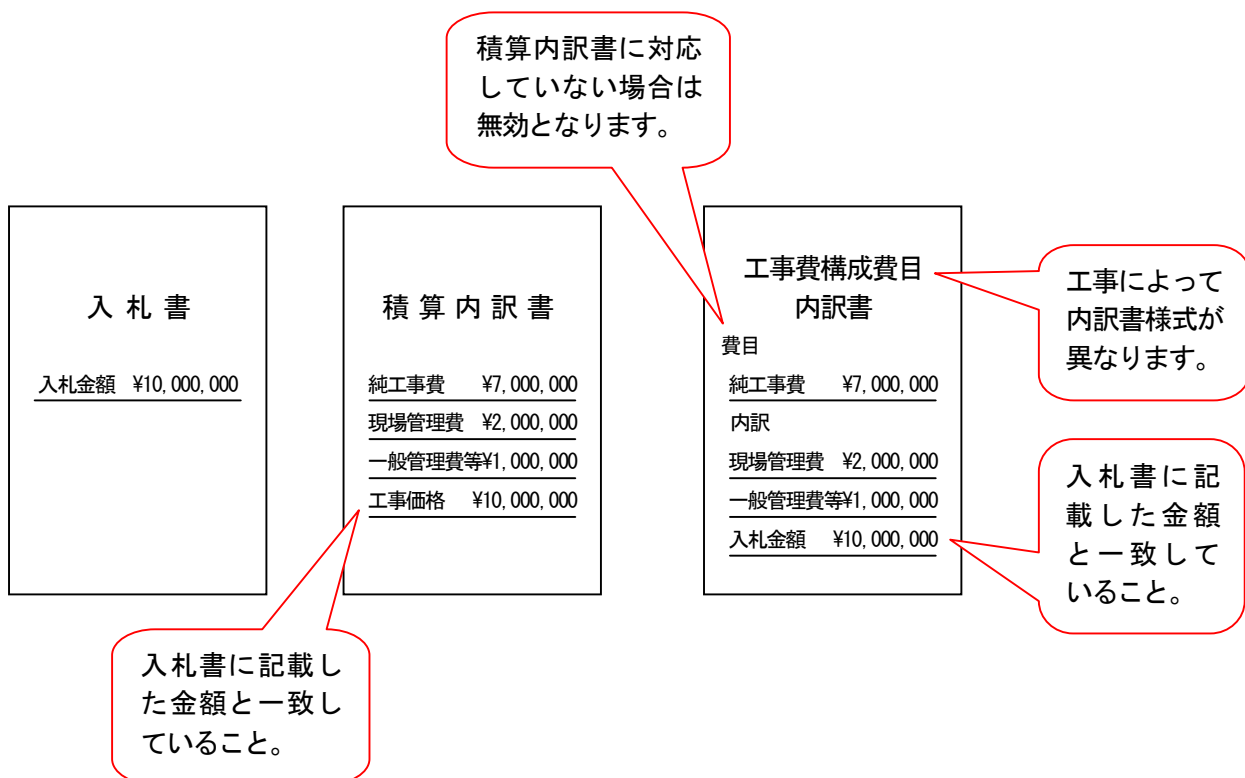 積算内訳書に対応
していない場合は
無効となります。
入札書
入札金額 ¥10,000,000
積算内訳書
純工事費 ¥7,000,000
現場管理費 ¥2,000,000
一般管理費等¥1,000,000
工事価格 ¥10,000,000
工事費構成費目
内訳書
費目
純工事費 ¥7,000,000
内訳
現場管理費 ¥2,000,000
一般管理費等¥1,000,000
入札金額 ¥10,000,000
工事によって
内訳書様式が
異なります。
入札書に記
載した金額
と一致して
いること。
入札書に記載し
た金額と一致し
ていること。